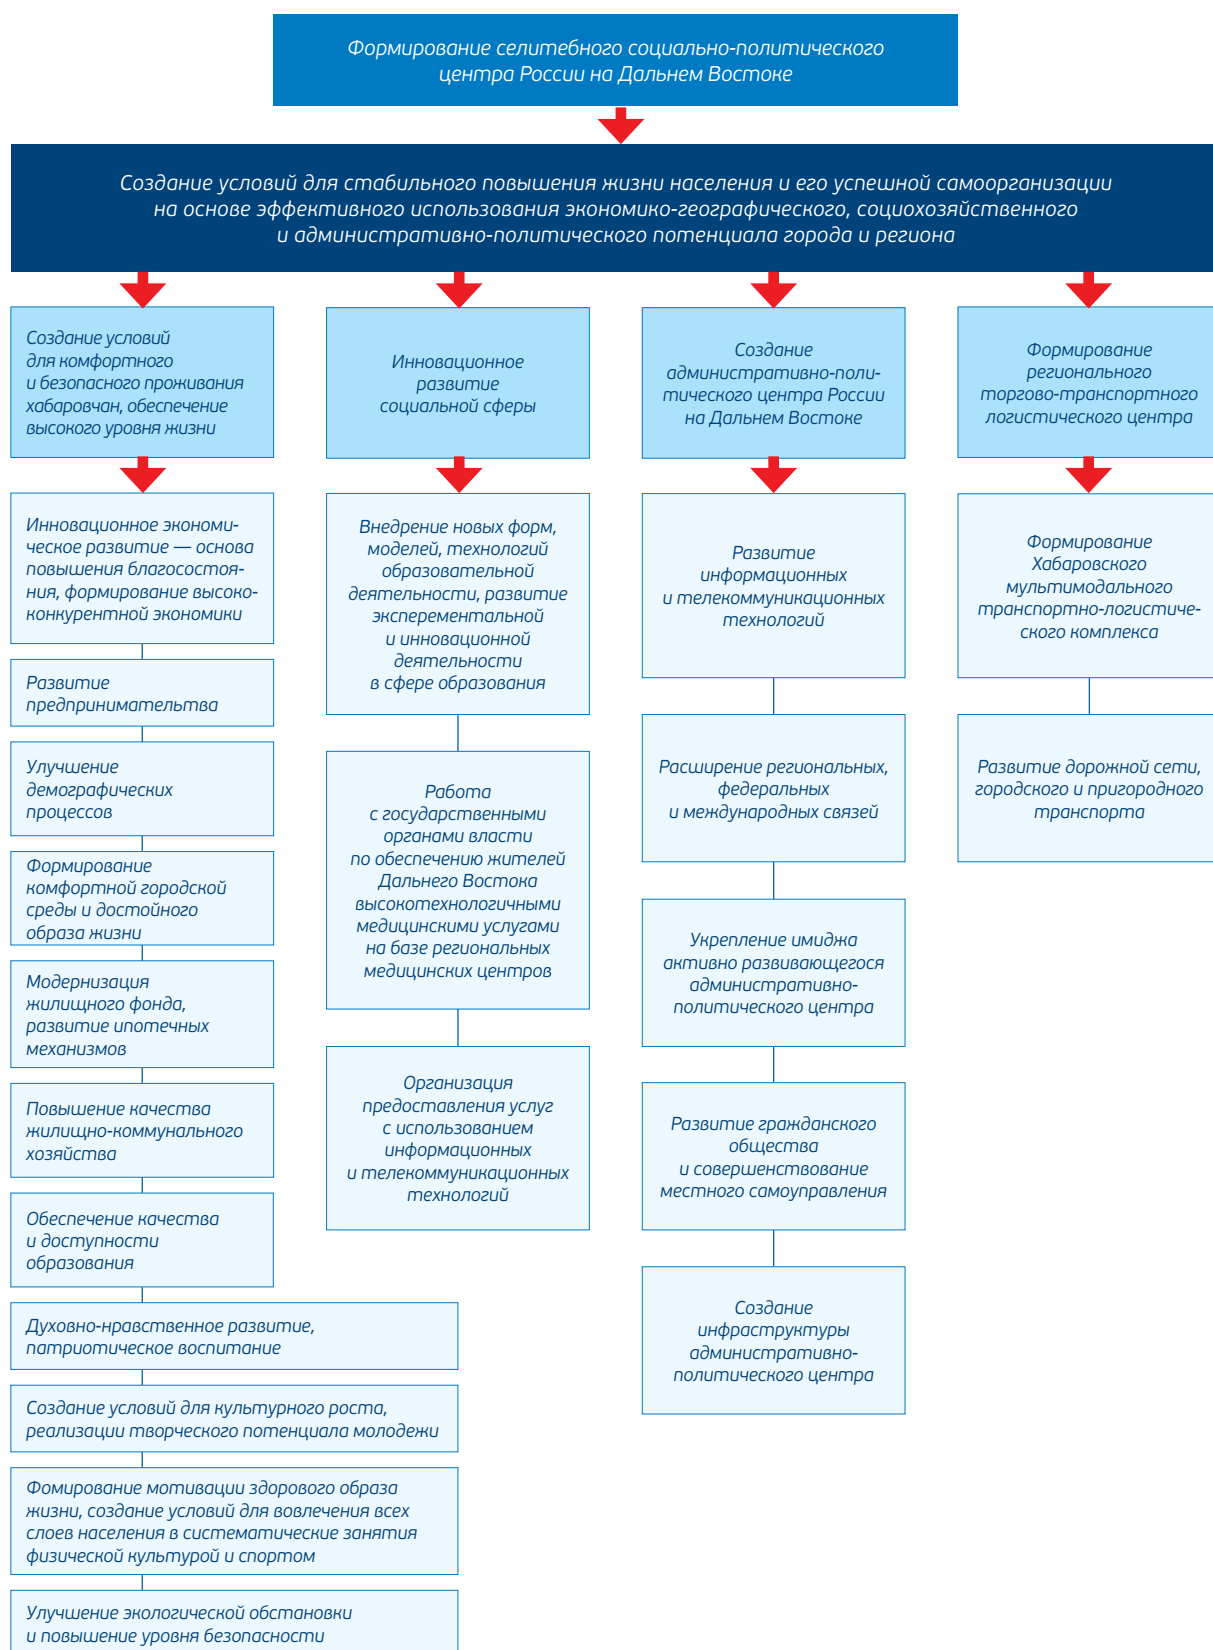 Формирование селитебного социально-политического
центра России на Дальнем Востоке
Создание условий для стабильного повышения жизни населения и его успешной самоорганизации
на основе эффективного использования экономико-географического, социохозяйственного
и административно-политического потенциала города и региона
Создание условий
для комфортного
и безопасного проживания
хабаровчан, обеспечение
высокого уровня жизни
Инновационное экономи-
ческое развитие — основа
повышения благосостоя-
ния, формирование высоко-
конкурентной экономики
Развитие
предпринимательства
Улучшение
демографических
процессов
Формирование
комфортной городской
среды и достойного
образа жизни
Модернизация
жилищного фонда,
развитие ипотечных
механизмов
Повышение качества
жилищно-коммунального
хозяйства
Обеспечение качества
и доступности
образования
Духовно-нравственное развитие,
патриотическое воспитание
Создание условий для культурного роста,
реализации творческого потенциала молодежи
Фомирование мотивации здорового образа
жизни, создание условий для вовлечения всех
слоев населения в систематические занятия
физической культурой и спортом
Улучшение экологической обстановки
и повышение уровня безопасности
Инновационное
развитие
социальной сферы
Внедрение новых форм,
моделей, технологий
образовательной
деятельности, развитие
эксперементальной
и инновационной
деятельности
в сфере образования
Работа
с государственными
органами власти
по обеспечению жителей
Дальнего Востока
высокотехнологичными
медицинскими услугами
на базе региональных
медицинских центров
Организация
предоставления услуг
с использованием
информационных
и телекоммуникационных
технологий
Создание
административно-поли-
тического центра России
на Дальнем Востоке
Развитие
информационных
и телекоммуникационных
технологий
Расширение региональных,
федеральных
и международных связей
Укрепление имиджа
активно развивающегося
административно-
политического центра
Развитие гражданского
общества
и совершенствование
местного самоуправления
Создание
инфраструктуры
административно-
политического центра
Формирование
регионального
торгово-транспортного
логистического центра
Формирование
Хабаровского
мультимодального
транспортно-логистиче-
ского комплекса
Развитие дорожной сети,
городского и пригородного
транспорта